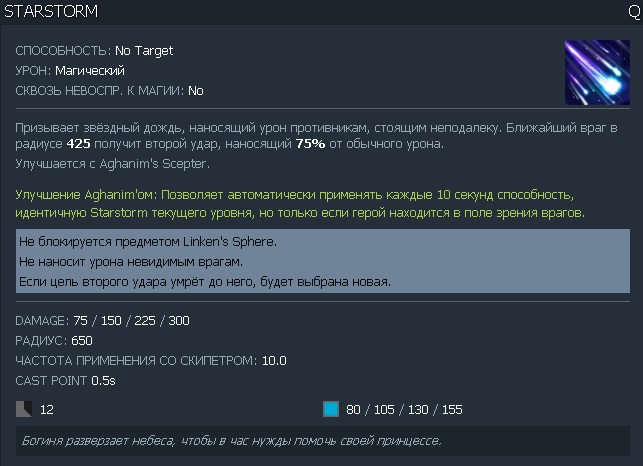 STARSTORM Q
СПОСОБНОСТЬ: No Target
УРОН: Магический
СКВОЗЬ НЕВОСПР. К МАГИИ: No
Призывает звёздный дождь, наносящий урон противникам, стоящим неподалеку. Ближайший враг в
радиусе 425 получит второй удар, наносящий 75% от обычного урона.
Улучшается с Aghanim's Scepter.
Улучшение Aghanim'ом: Позволяет автоматически применять каждые 10 секунд способность,
идентичную Starstorm текущего уровня, но только если герой находится в поле зрения врагов.
Не блокируется предметом Linken's Sphere.
Не наносит урона невидимым врагам.
Если цель второго удара умрёт до него, будет выбрана новая.
DAMAGE: 75 / 150 / 225 / 300
РАДИУС: 650
ЧАСТОТА ПРИМЕНЕНИЯ СО СКИПЕТРОМ: 10.0
CAST POINT 0.5s
12 80 / 105 / 130 / 155
Богиня разверзает небеса, чтобы в час нужды помочь своей принцессе.